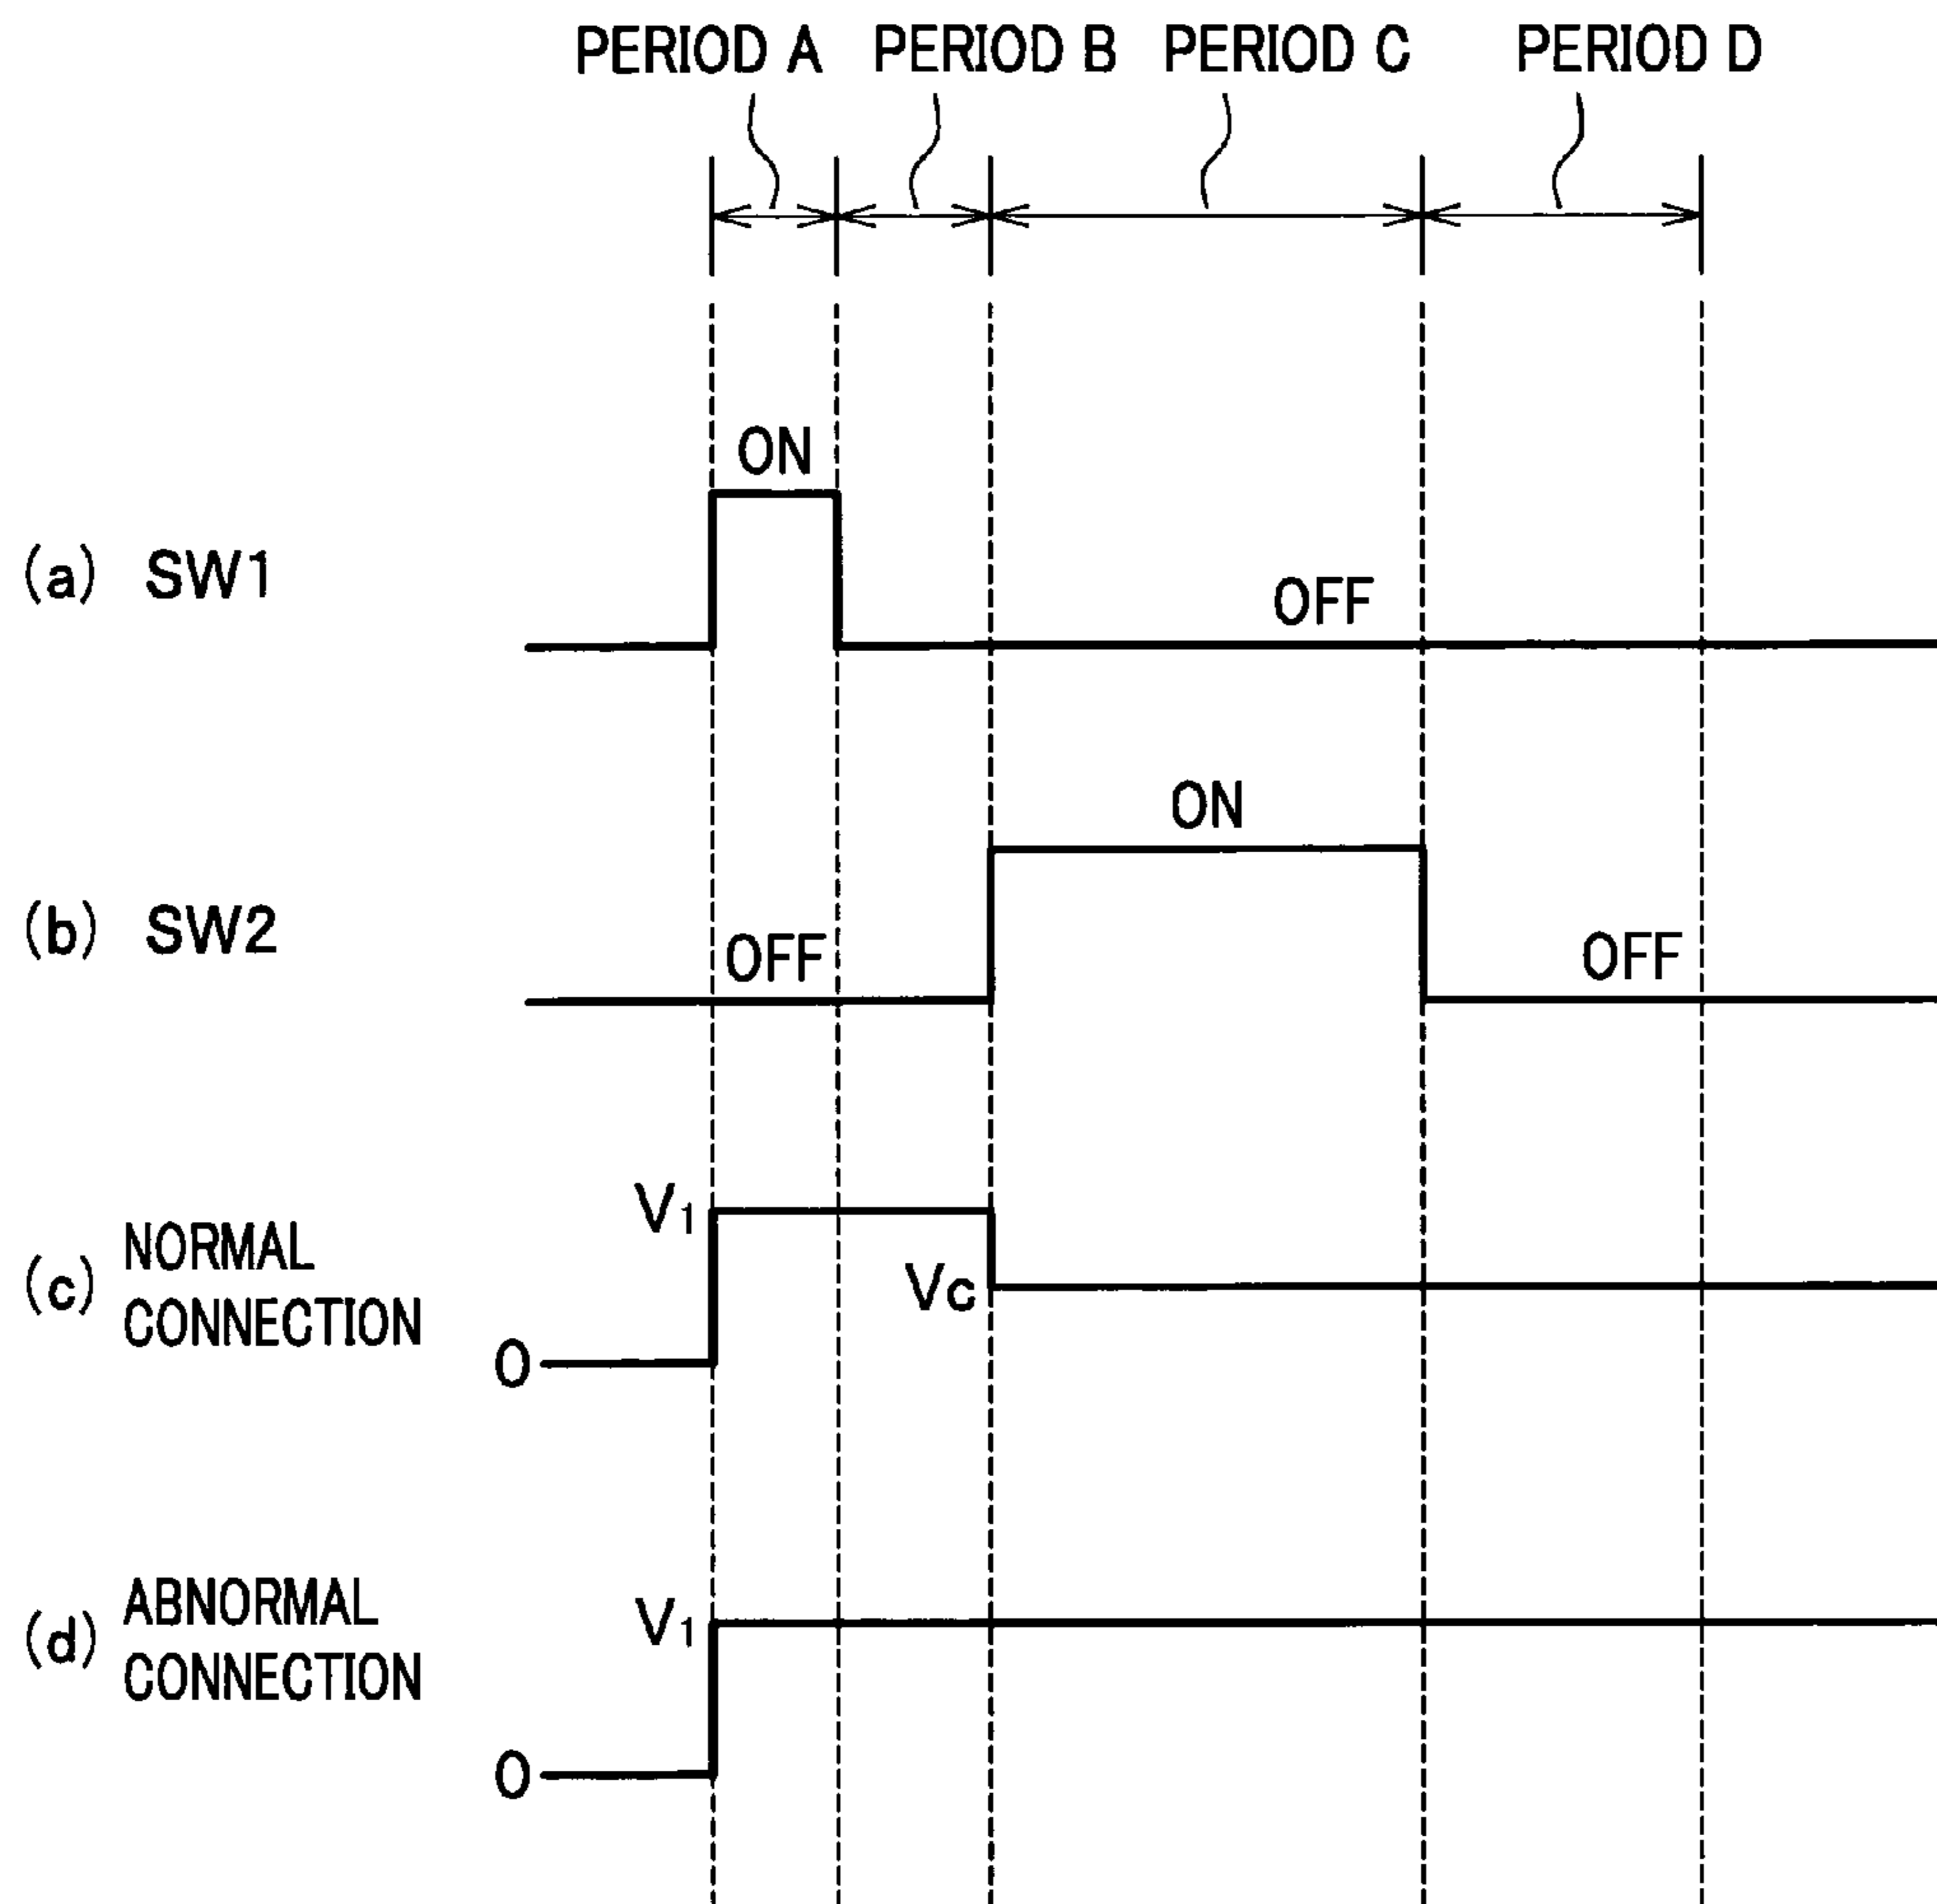 PERIOD A PERIOD B PERIOD C PERIOD D
ON
(a) SW1
OFF
ON
(b) SW2
OFF
OFF
V1
(c) NORMAL
CONNECTION
Vc
0
V1
(d) ABNORMAL
CONNECTION
0